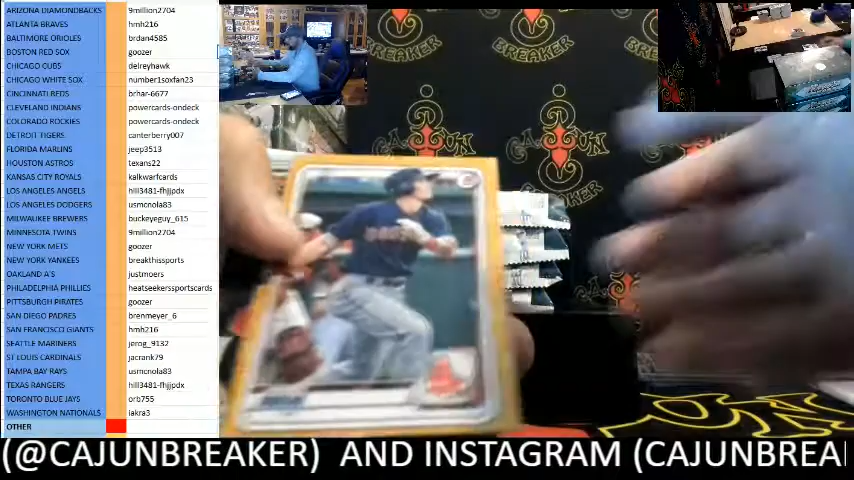 ARIZONA DIAMONDBACKS 9million2704
ATLANTA BRAVES hmh216
BALTIMORE ORIOLES brdan4585
BOSTON RED SOX goozer
CHICAGO CUBS delreyhawk
CHICAGO WHITE SOX number1soxfan23
CINCINNATI REDS brhar-6677
CLEVELAND INDIANS powercards-ondeck
COLORADO ROCKIES powercards-ondeck
DETROIT TIGERS canterberry007
FLORIDA MARLINS jeep3513
HOUSTON ASTROS texans22
KANSAS CITY ROYALS kalkwarfcards
LOS ANGELES ANGELS hill3481-fhjjpdx
LOS ANGELES DODGERS usmcnola83
MILWAUKEE BREWERS buckeyeguy_615
MINNESOTA TWINS 9million2704
NEW YORK METS goozer
NEW YORK YANKEES breakthissports
OAKLAND A'S justmoers
PHILADELPHIA PHILLIES heatseekerssportscards
PITTSBURGH PIRATES goozer
SAN DIEGO PADRES brenmeyer_6
SAN FRANCISCO GIANTS hmh216
SEATTLE MARINERS jerog_9132
ST LOUIS CARDINALS jacrank79
TAMPA BAY RAYS usmcnola83
TEXAS RANGERS hill3481-fhjjpdx
TORONTO BLUE JAYS orb755
WASHINGTON NATIONALS iakra3
OTHER
BREAKER
BREAKER
CAJUN
BREAKER
CAJUN
BREAKER
(@CAJUNBREAKER) AND INSTAGRAM (CAJUNBREA